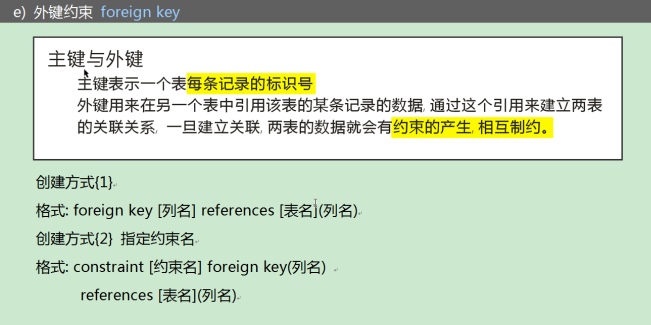 e) 外键约束 foreign key
主键与外键
主键表示一个表每条记录的标识号
外键用来在另一个表中引用该表的某条记录的数据, 通过这个引用来建立两表
的关联关系, 一旦建立关联, 两表的数据就会有约束的产生, 相互制约。
创建方式{1}
格式: foreign key [列名] references [表名](列名)
创建方式{2} 指定约束名
格式: constraint [约束名] foreign key(列名)
references [表名](列名)